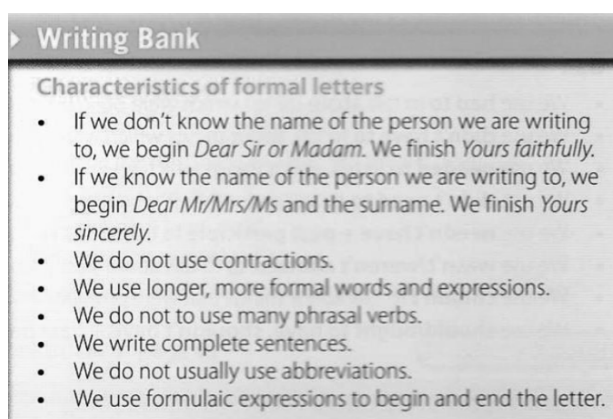 Writing Bank
Characteristics of formal letters
• If we don't know the name of the person we are writing
to, we begin Dear Sir or Madam. We finish Yours faithfully.
• If we know the name of the person we are writing to, we
begin Dear Mr/Mrs/Ms and the surname. We finish Yours
sincerely.
• We do not use contractions.
• We use longer, more formal words and expressions.
• We do not to use many phrasal verbs.
• We write complete sentences.
• We do not usually use abbreviations.
• We use formulaic expressions to begin and end the letter.